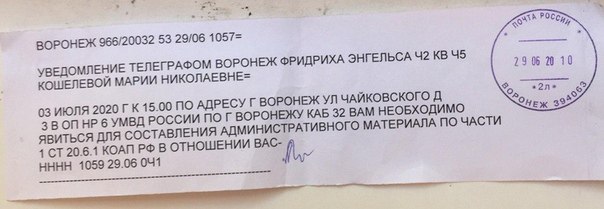 ВОРОНЕЖ 966/20032 53 29/06 1057=
УВЕДОМЛЕНИЕ ТЕЛЕГРАФОМ ВОРОНЕЖ ФРИДРИХА ЭНГЕЛЬСА Ч2 КВ Ч5
КОШЕЛЕВОЙ МАРИИ НИКОЛАЕВНЕ=
03 ИЮЛЯ 2020 Г К 15.00 ПО АДРЕСУ Г ВОРОНЕЖ УЛ ЧАЙКОВСКОГО Д
3 В ОП НР 6 УМВД РОССИИ ПО Г ВОРОНЕЖУ КАБ 32 ВАМ НЕОБХОДИМО
ЯВИТЬСЯ ДЛЯ СОСТАВЛЕНИЯ АДМИНИСТРАТИВНОГО МАТЕРИАЛА ПО ЧАСТИ
1 СТ 20.6.1 КОАП РФ В ОТНОШЕНИИ ВАС-
НННН 1059 29.06 0Ч1
ПОЧТА РОССИИ
29 06 20 10
* 2л *
ВОРОНЕЖ 394063